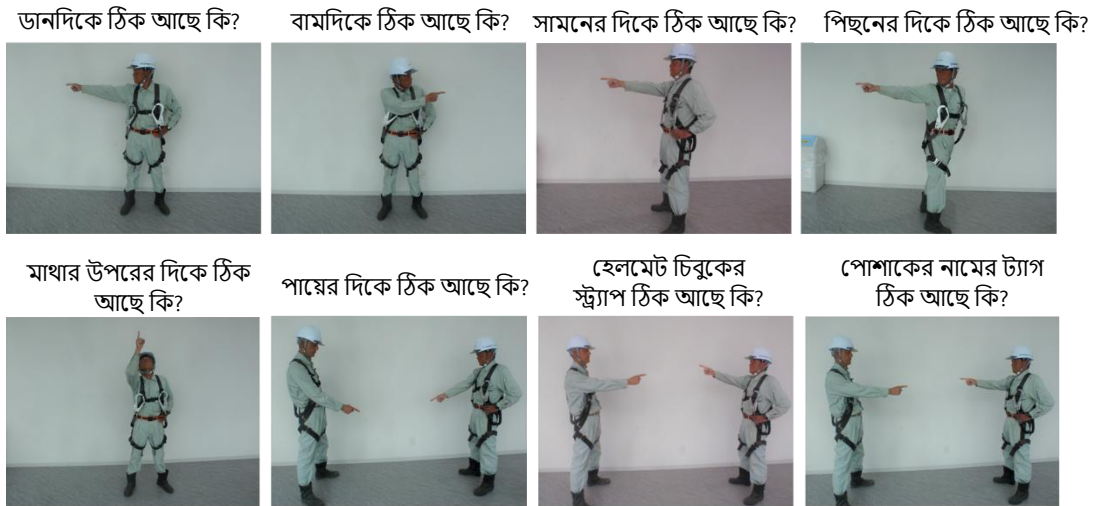 ডানদিকে ঠিক আছে কি?
বামদিকে ঠিক আছে কি?
সামনের দিকে ঠিক আছে কি?
পিছনের দিকে ঠিক আছে কি?
মাথার উপরের দিকে ঠিক
আছে কি?
পায়ের দিকে ঠিক আছে কি?
হেলমেট চিবুকের
স্ট্র্যাপ ঠিক আছে কি?
পোশাকের নামের ট্যাগ
ঠিক আছে কি?